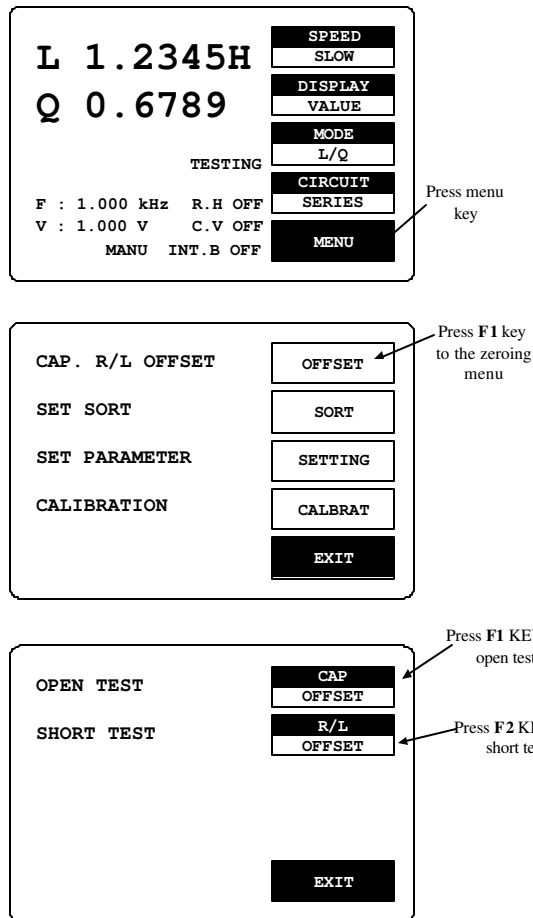 L 1.2345H
Q 0.6789
TESTING
F : 1.000 kHz R.H OFF
V : 1.000 V C.V OFF
MANU INT.B OFF
SPEED
SLOW
DISPLAY
VALUE
MODE
L/Q
CIRCUIT
SERIES
MENU
Press menu
key
CAP. R/L OFFSET
OFFSET
SET SORT
SORT
SET PARAMETER
SETTING
CALIBRATION
CALBRAT
EXIT
Press F1 key
to the zeroing
menu
OPEN TEST
CAP
OFFSET
SHORT TEST
R/L
OFFSET
EXIT
Press F1
open test
Press F2
short